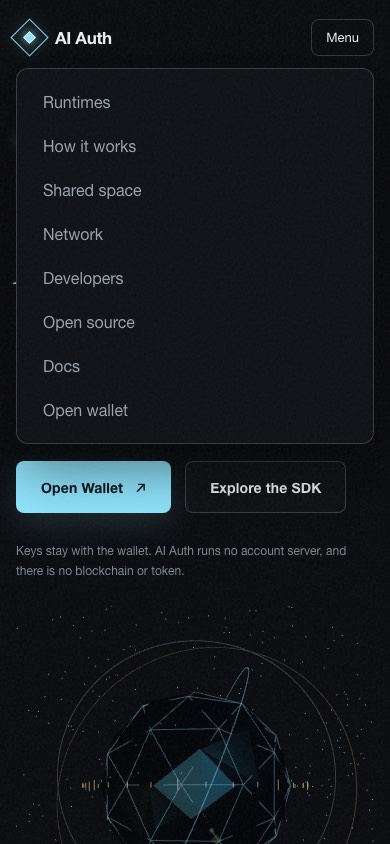 AI Auth
Menu
Runtimes
How it works
Shared space
Network
Developers
Open source
Docs
Open wallet
Open Wallet ↗
Explore the SDK
Keys stay with the wallet. AI Auth runs no account server, and
there is no blockchain or token.